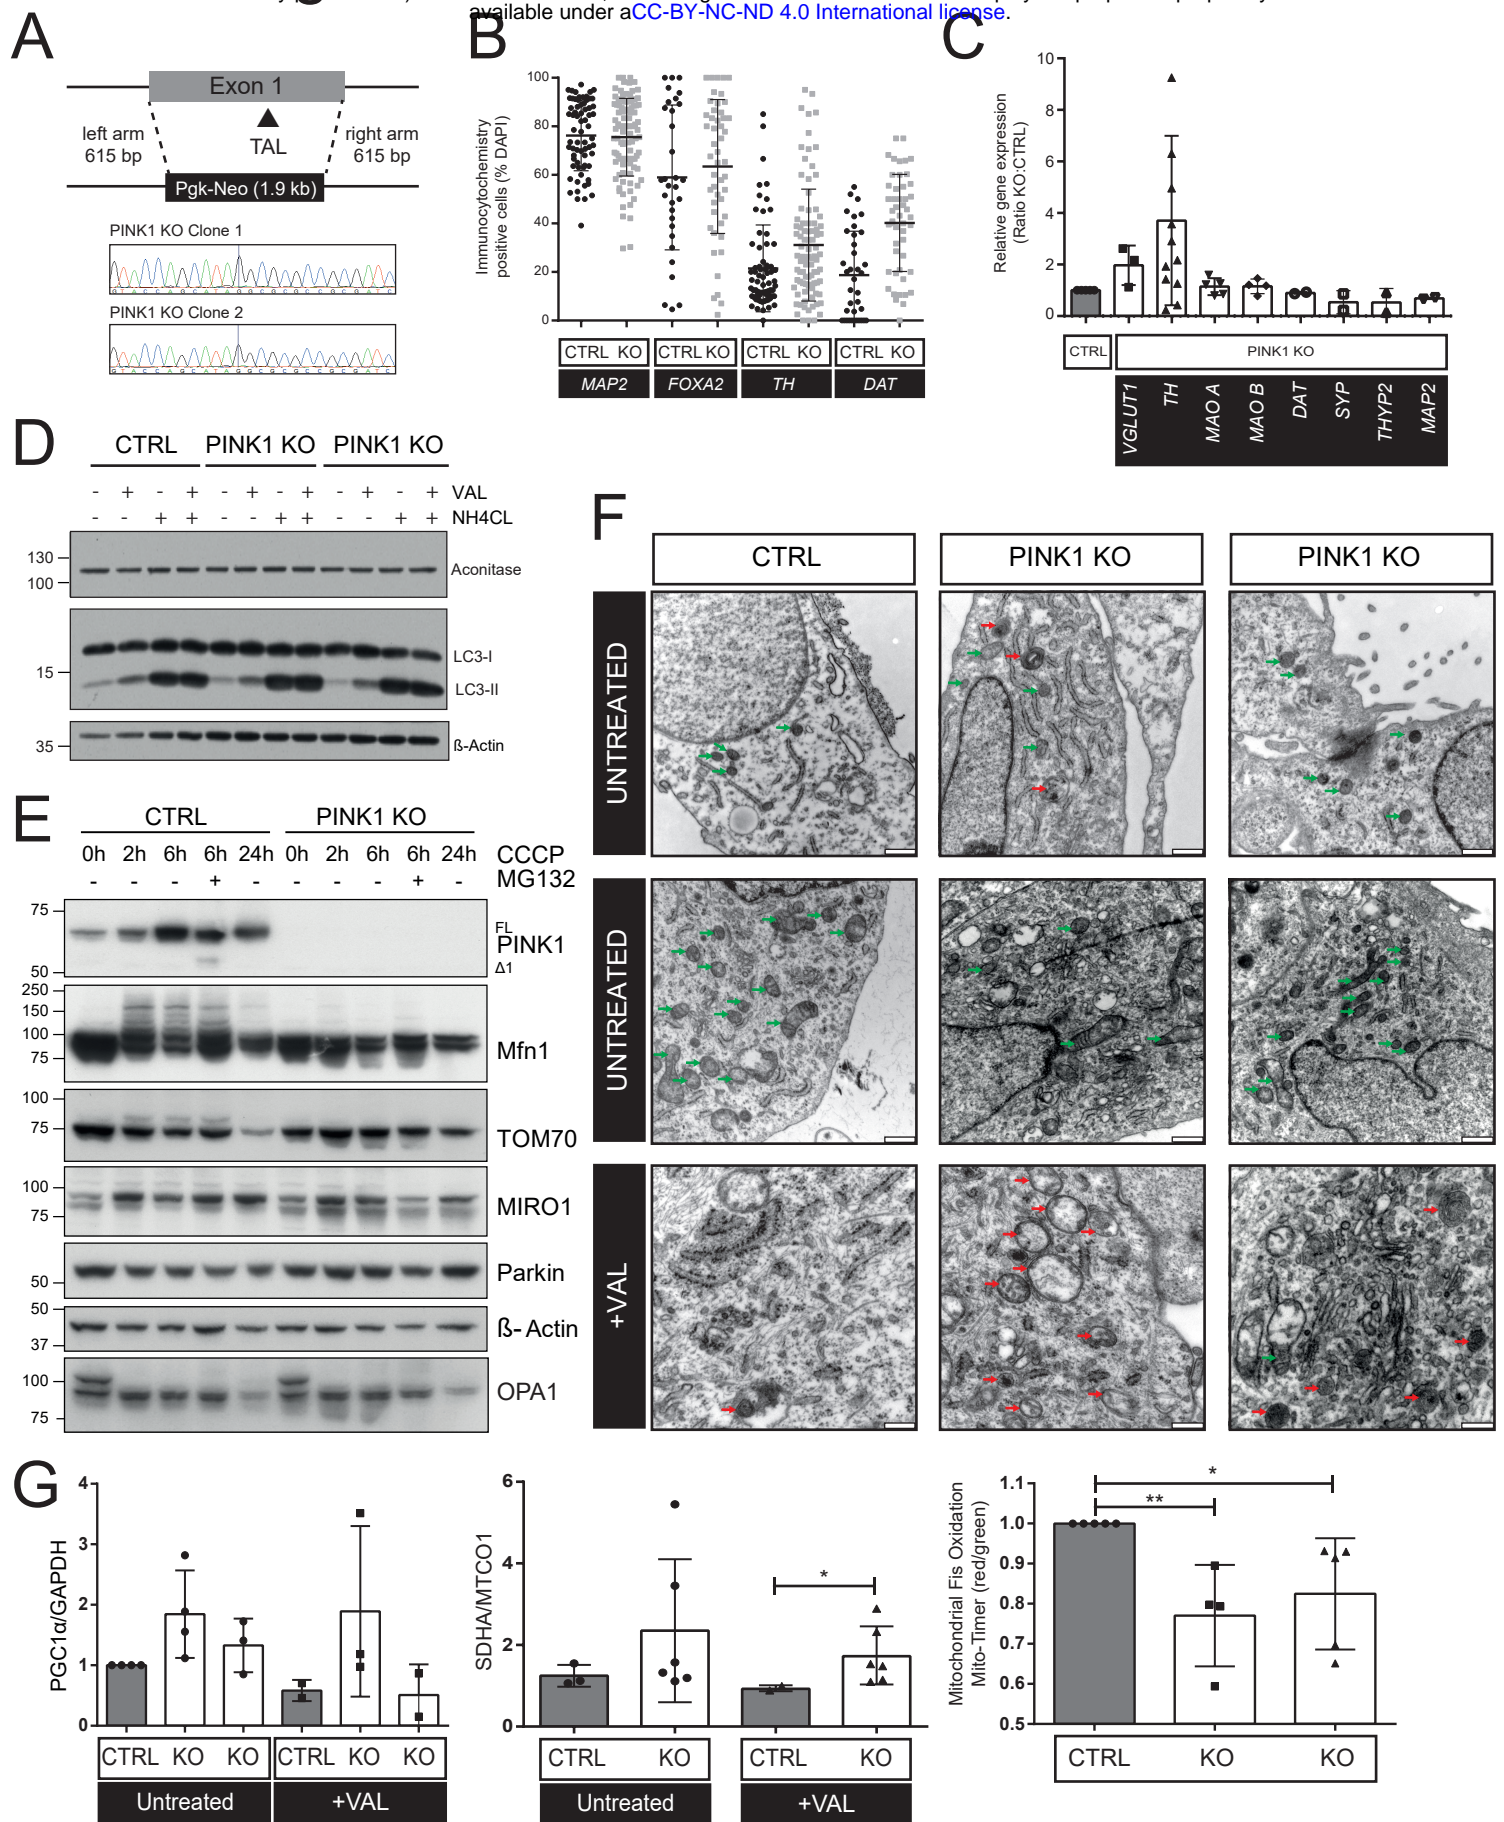 available under aCC-BY-NC-ND 4.0 International license.
A
Exon 1
left arm
615 bp
TAL
right arm
615 bp
Pgk-Neo (1.9 kb)
PINK1 KO Clone 1
PINK1 KO Clone 2
B
Immunocytochemistry
positive cells (% DAPI)
100
80
60
40
20
0
CTRL KO CTRL KO CTRL KO CTRL KO
MAP2 FOXA2 TH DAT
C
Relative gene expression
(Ratio KO:CTRL)
10
8
6
4
2
0
CTRL PINK1 KO
VGLUT1
TH
MAO A
MAO B
DAT
SYP
THYP2
MAP2
D
CTRL PINK1 KO PINK1 KO
- + - + - + - + - + - + VAL
- - + + - - + + - - + + NH4CL
130
100
Aconitase
LC3-I
15
LC3-II
35
ß-Actin
E
CTRL PINK1 KO
0h 2h 6h 6h 24h 0h 2h 6h 6h 24h CCCP
- - - + - - - - + - MG132
75
FL
PINK1
50
Δ1
250
150
100
75
Mfn1
100
75
TOM70
100
75
MIRO1
50
Parkin
50
37
ß-Actin
100
75
OPA1
F
CTRL PINK1 KO PINK1 KO
UNTREATED
UNTREATED
+VAL
G
PGC1α/GAPDH
4
3
2
1
0
CTRL KO KO CTRL KO KO
Untreated +VAL
SDHA/MTCO1
6
4
2
0
*
CTRL KO CTRL KO
Untreated +VAL
Mitochondrial Fis Oxidation
Mito-Timer (red/green)
1.1
1.0
0.9
0.8
0.7
0.6
0.5
*
**
CTRL KO KO